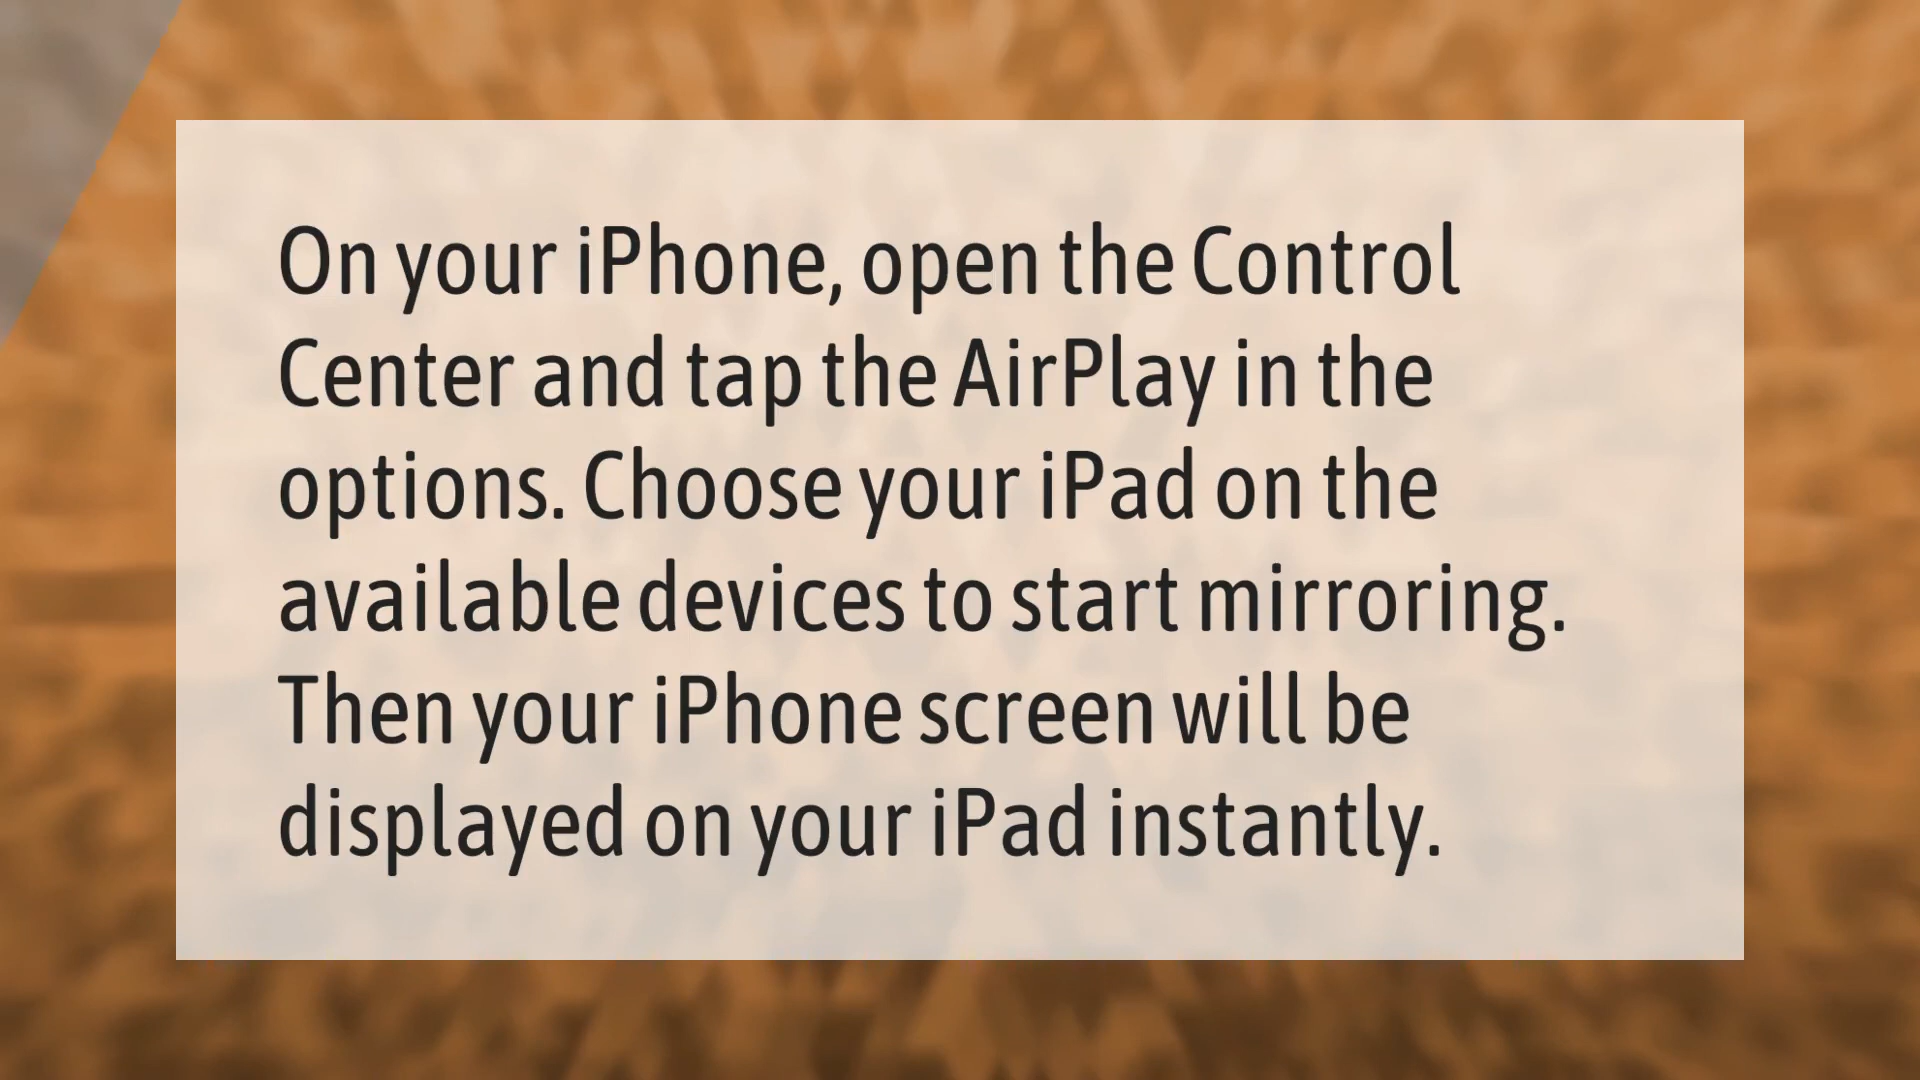 On your iPhone, open the Control
Center and tap the AirPlay in the
options. Choose your iPad on the
available devices to start mirroring.
Then your iPhone screen will be
displayed on your iPad instantly.